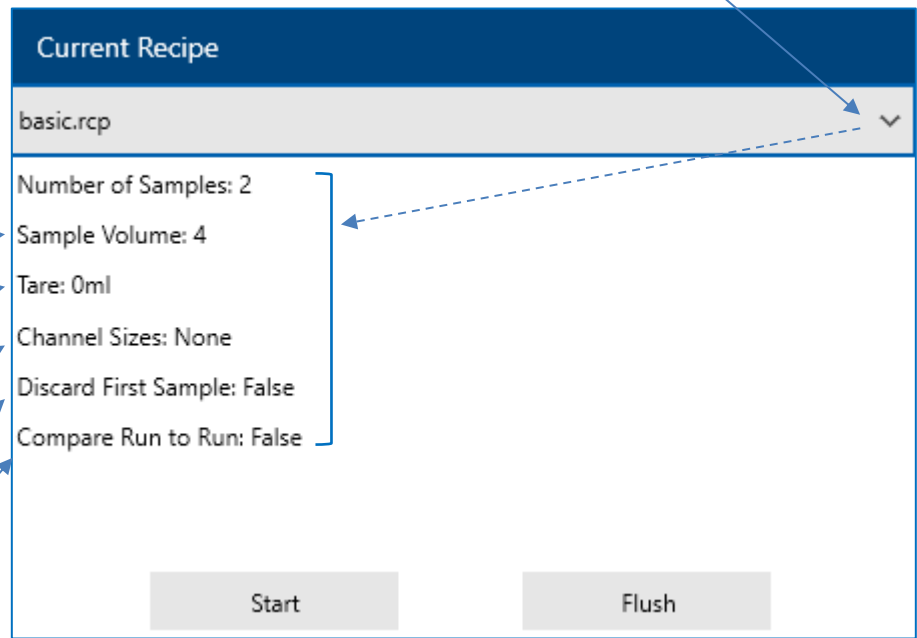 Current Recipe
basic.rcp
Number of Samples: 2
Sample Volume: 4
Tare: 0ml
Channel Sizes: None
Discard First Sample: False
Compare Run to Run: False
Start
Flush